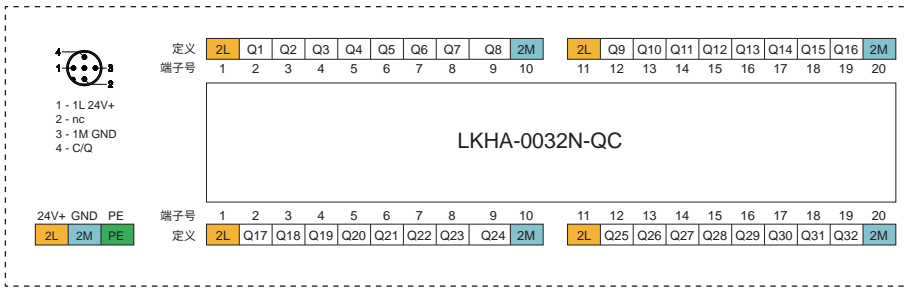 定义 2L Q1 Q2 Q3 Q4 Q5 Q6 Q7 Q8 2M 2L Q9 Q10 Q11 Q12 Q13 Q14 Q15 Q16 2M
端子号 1 2 3 4 5 6 7 8 9 10 11 12 13 14 15 16 17 18 19 20
4
1 3
2
1 - 1L 24V+
2 - nc
3 - 1M GND
4 - C/Q
LKHA-0032N-QC
24V+ GND PE
2L 2M PE
端子号 1 2 3 4 5 6 7 8 9 10 11 12 13 14 15 16 17 18 19 20
定义 2L Q17 Q18 Q19 Q20 Q21 Q22 Q23 Q24 2M 2L Q25 Q26 Q27 Q28 Q29 Q30 Q31 Q32 2M